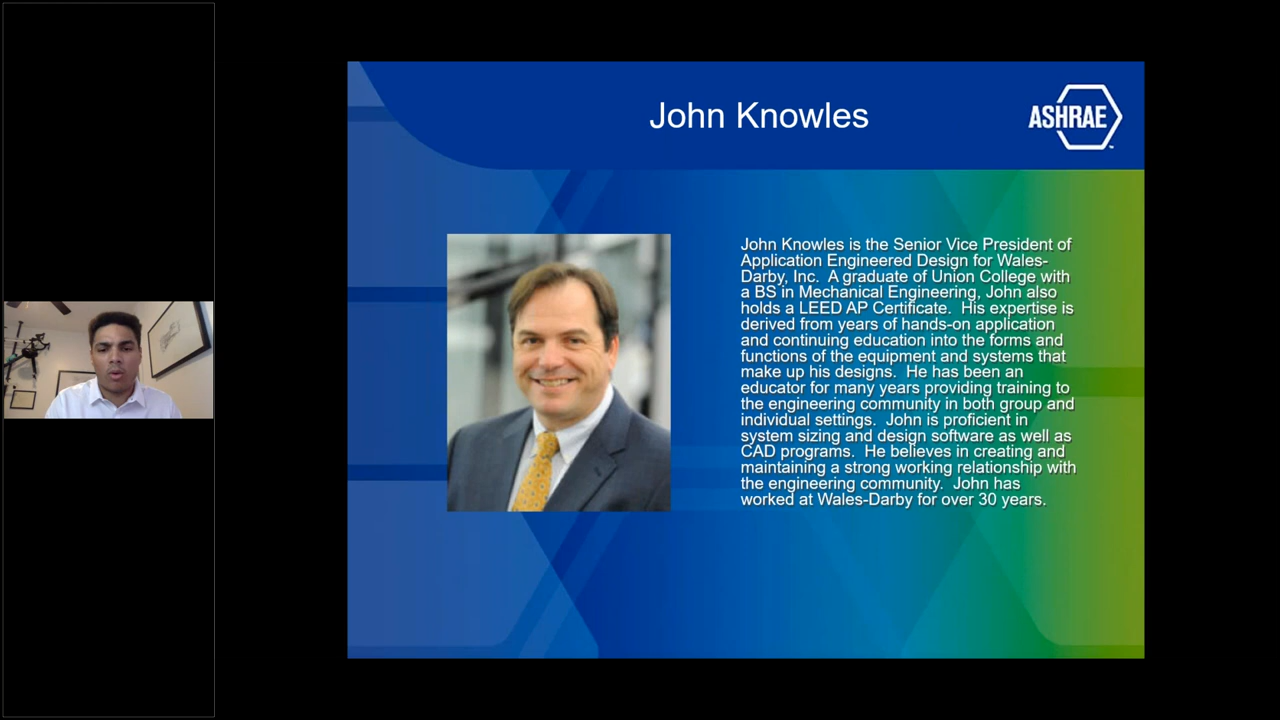 John Knowles
ASHRAE
John Knowles is the Senior Vice President of
Application Engineered Design for Wales-
Darby, Inc.  A graduate of Union College with
a BS in Mechanical Engineering, John also
holds a LEED AP Certificate.  His expertise is
derived from years of hands-on application
and continuing education into the forms and
functions of the equipment and systems that
make up his designs.  He has been an
educator for many years providing training to
the engineering community in both group and
individual settings.  John is proficient in
system sizing and design software as well as
CAD programs.  He believes in creating and
maintaining a strong working relationship with
the engineering community.  John has
worked at Wales-Darby for over 30 years.